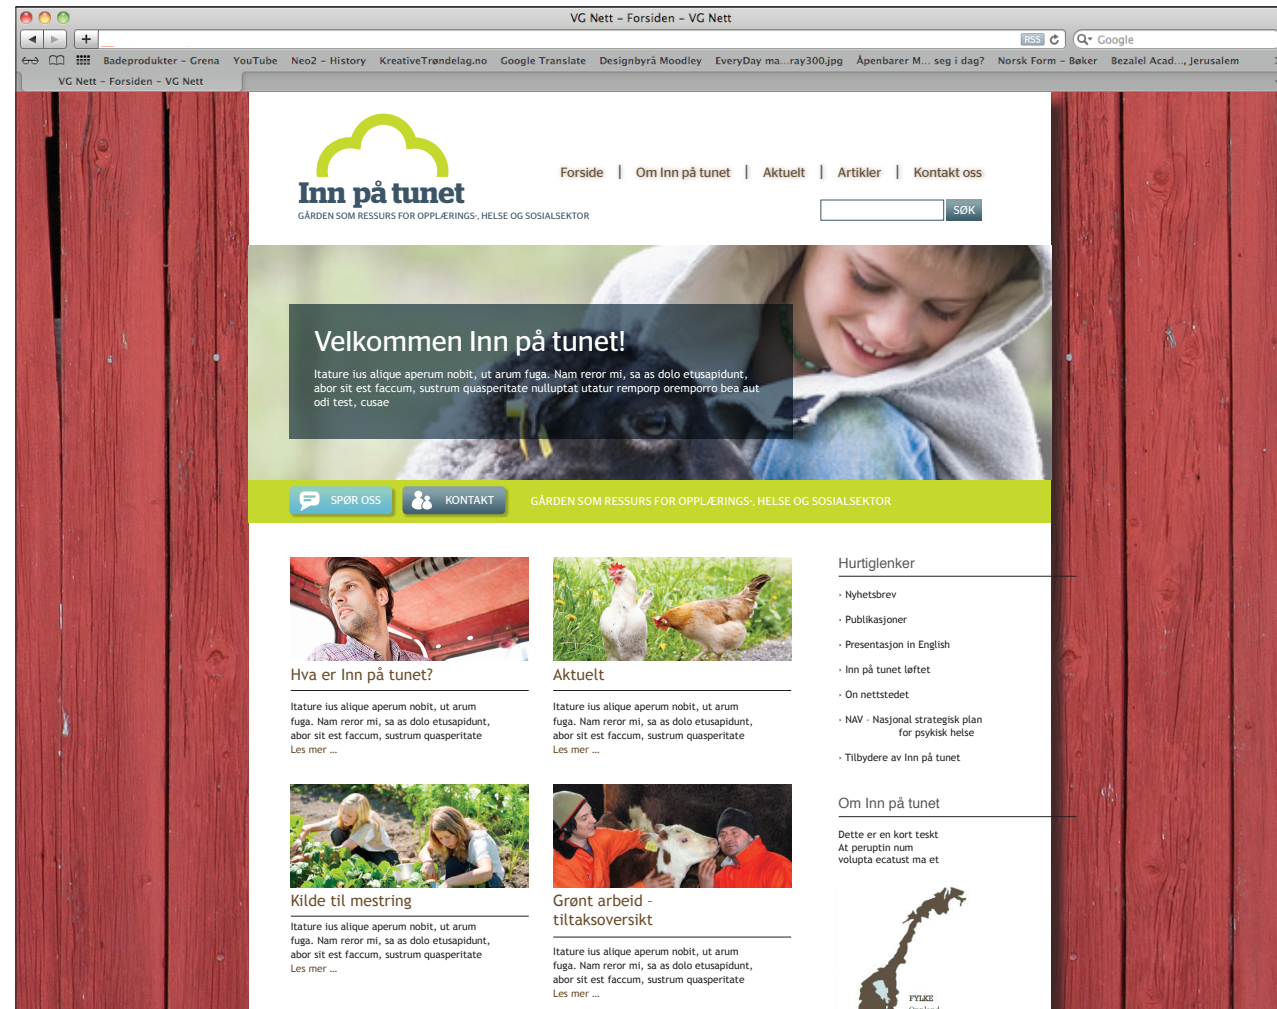 VG Nett – Forsiden – VG Nett
RSS
Google
Badeprodukter – Grena YouTube Neo2 – History KreativeTrøndelag.no Google Translate Designbyrå Moodley EveryDay ma...ray300.jpg Åpenbarer M... seg i dag? Norsk Form – Bøker Bezalel Acad..., Jerusalem
VG Nett – Forsiden – VG Nett
Inn på tunet
GÅRDEN SOM RESSURS FOR OPPLÆRINGS-, HELSE OG SOSIALSEKTOR
Forside | Om Inn på tunet | Aktuelt | Artikler | Kontakt oss
SØK
Velkommen Inn på tunet!
Itature ius alique aperum nobit, ut arum fuga. Nam reror mi, sa as dolo etusapidunt,
abor sit est faccum, sustrum quasperitate nulluptat utatur remporp oremporro bea aut
odi test, cusae
SPØR OSS
KONTAKT
GÅRDEN SOM RESSURS FOR OPPLÆRINGS-, HELSE OG SOSIALSEKTOR
Hva er Inn på tunet?
Itature ius alique aperum nobit, ut arum
fuga. Nam reror mi, sa as dolo etusapidunt,
abor sit est faccum, sustrum quasperitate
Les mer …
Aktuelt
Itature ius alique aperum nobit, ut arum
fuga. Nam reror mi, sa as dolo etusapidunt,
abor sit est faccum, sustrum quasperitate
Les mer …
Kilde til mestring
Itature ius alique aperum nobit, ut arum
fuga. Nam reror mi, sa as dolo etusapidunt,
abor sit est faccum, sustrum quasperitate
Les mer …
Grønt arbeid –
tiltaksoversikt
Itature ius alique aperum nobit, ut arum
fuga. Nam reror mi, sa as dolo etusapidunt,
abor sit est faccum, sustrum quasperitate
Les mer …
Hurtiglenker
› Nyhetsbrev
› Publikasjoner
› Presentasjon in English
› Inn på tunet løftet
› On nettstedet
› NAV – Nasjonal strategisk plan
for psykisk helse
› Tilbydere av Inn på tunet
Om Inn på tunet
Dette er en kort teskt
At peruptin num
volupta ecatust ma et
FYLKE